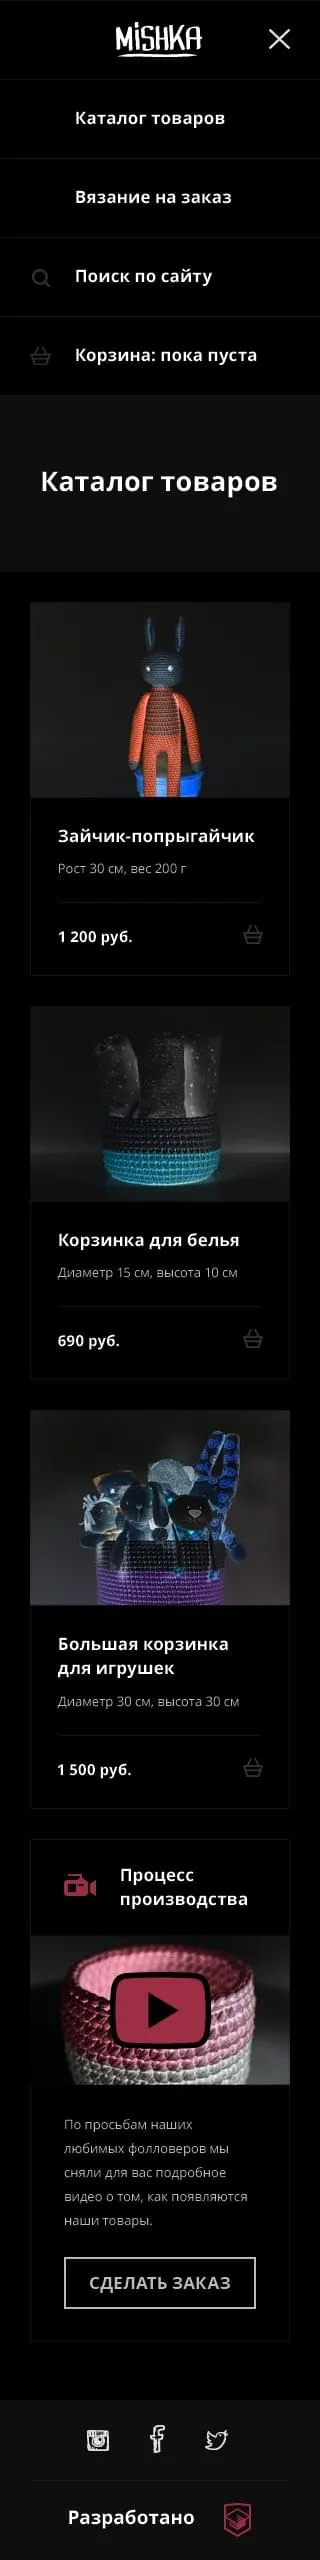 MiSHKA
Каталог товаров
Вязание на заказ
Поиск по сайту
Корзина: пока пуста
Каталог товаров
Зайчик-попрыгайчик
Рост 30 см, вес 200 г
1 200 руб.
Корзинка для белья
Диаметр 15 см, высота 10 см
690 руб.
Большая корзинка
для игрушек
Диаметр 30 см, высота 30 см
1 500 руб.
Процесс
производства
По просьбам наших
любимых фолловеров мы
сняли для вас подробное
видео о том, как появляются
наши товары.
СДЕЛАТЬ ЗАКАЗ
Разработано